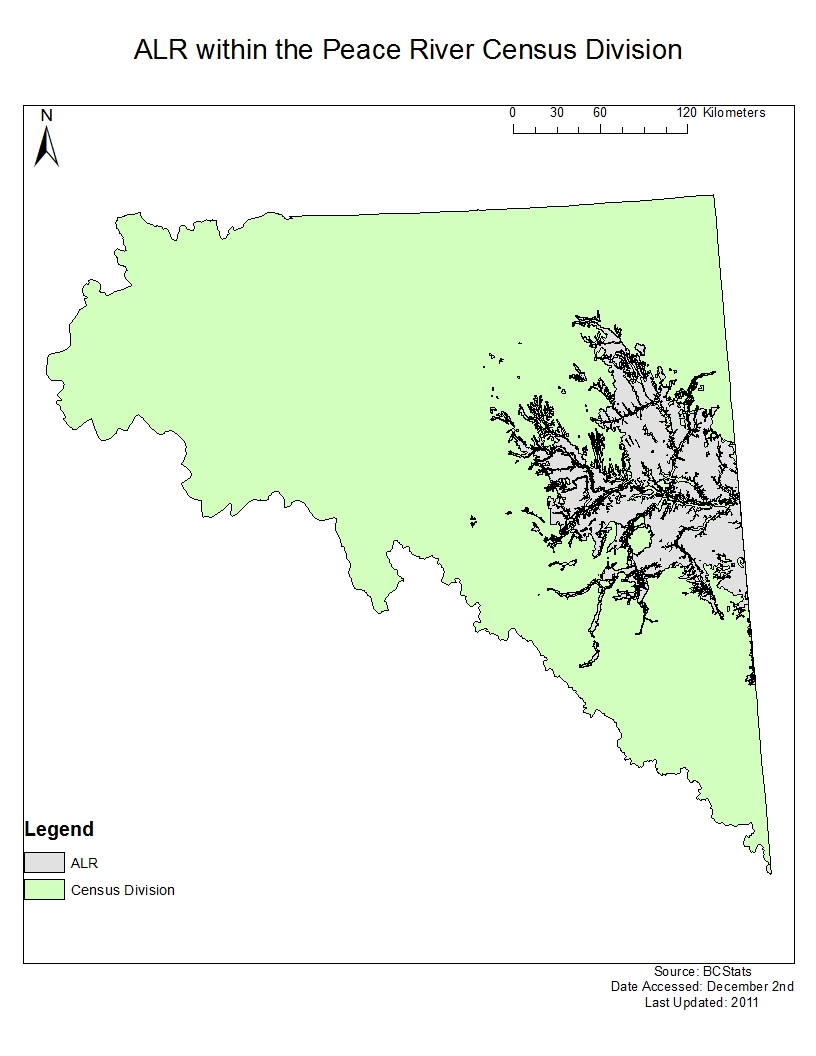 ALR within the Peace River Census Division
N
0 30 60 120 Kilometers
Legend
ALR
Census Division
Source: BCStats
Date Accessed: December 2nd
Last Updated: 2011